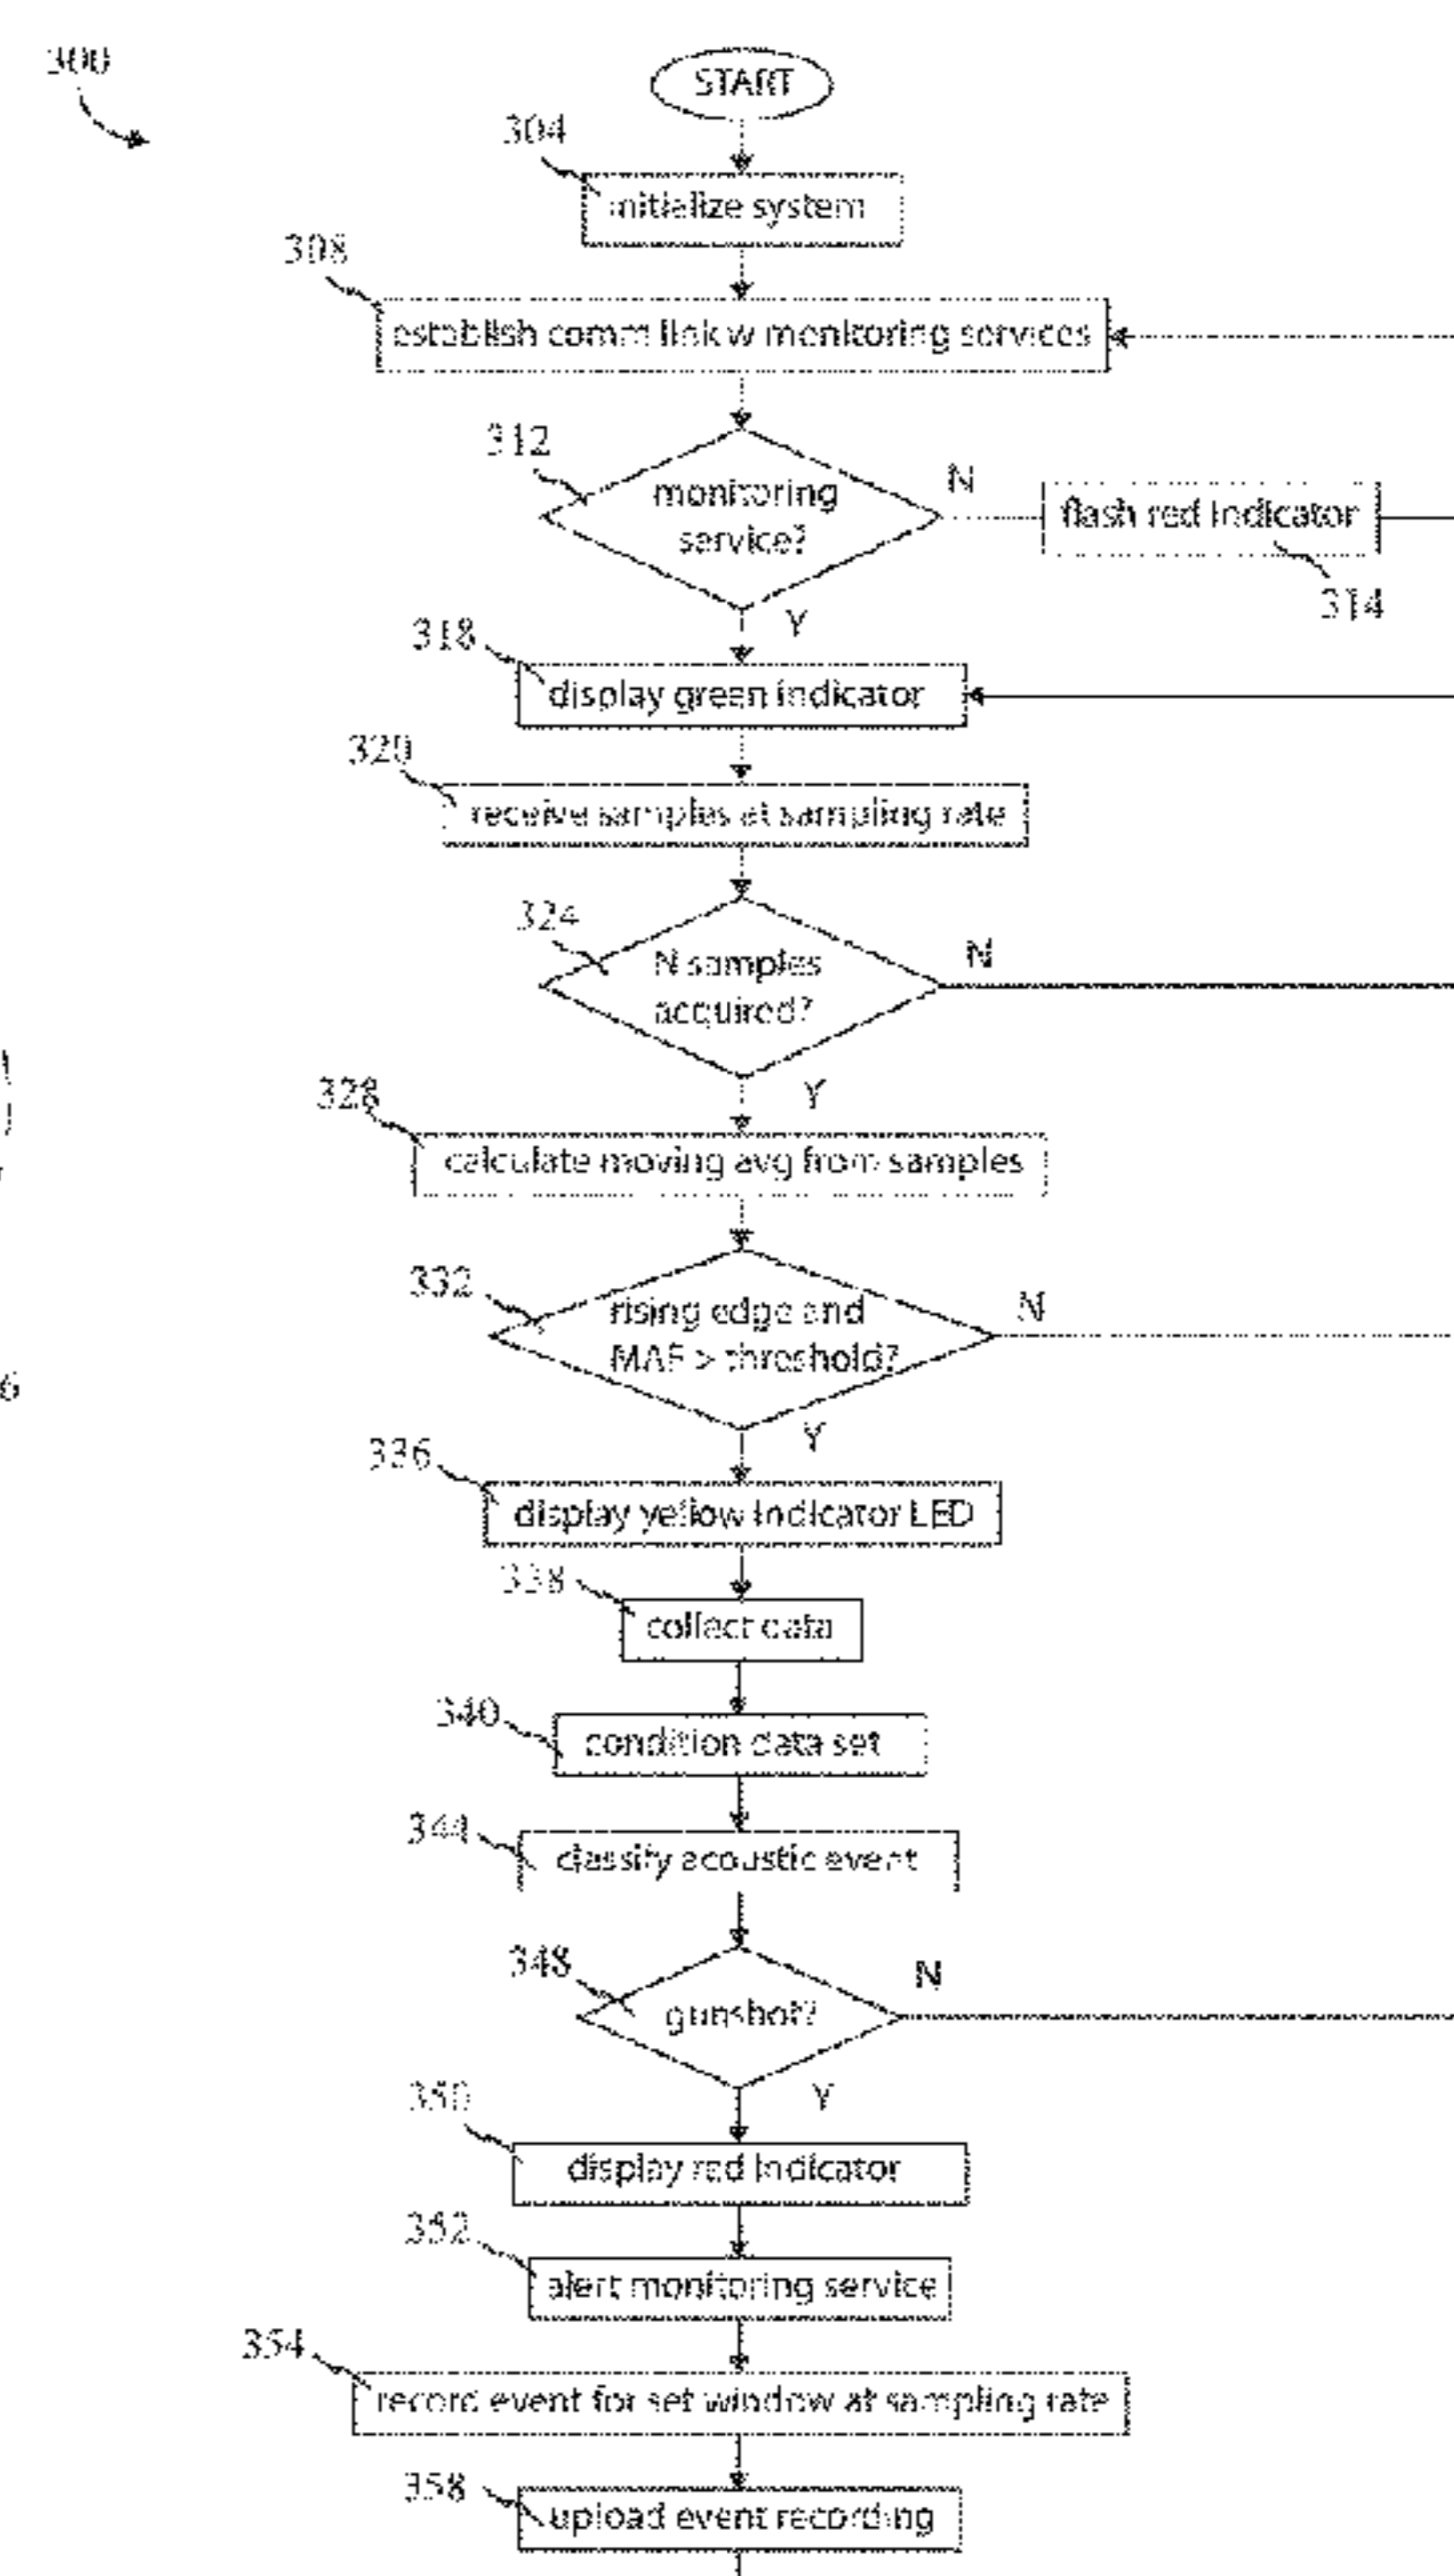 300
START
304
initialize system
308
establish comm link w monitoring services
312
monitoring
service?
N
flash red indicator
314
Y
318
display green indicator
320
receive samples at sampling rate
324
N samples
acquired?
N
Y
328
calculate moving avg from samples
332
rising edge and
MAF > threshold?
N
Y
336
display yellow indicator LED
338
collect data
340
condition data set
344
classify acoustic event
348
gunshot?
N
Y
350
display red indicator
352
alert monitoring service
354
record event for set window at sampling rate
358
upload event recording
6